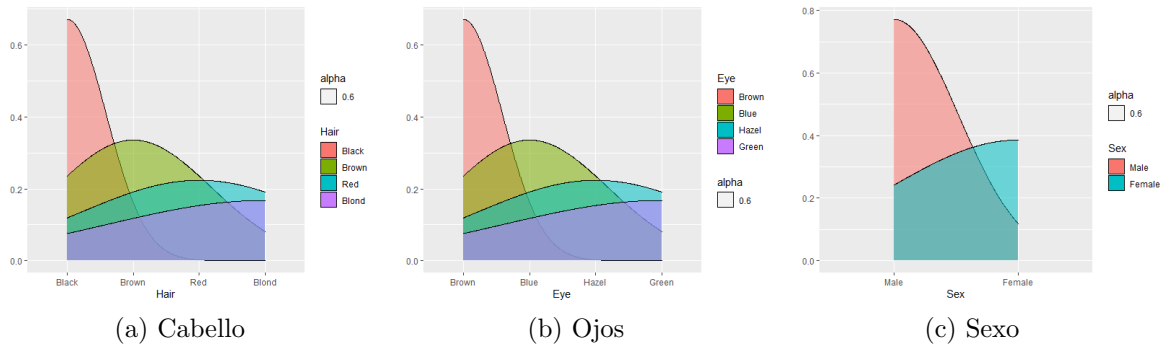 0.6
0.4
0.2
0.0
Black
Brown
Red
Blond
Hair
alpha
0.6
Hair
Black
Brown
Red
Blond
(a) Cabello
0.6
0.4
0.2
0.0
Brown
Blue
Hazel
Green
Eye
Eye
Brown
Blue
Hazel
Green
alpha
0.6
(b) Ojos
0.8
0.6
0.4
0.2
0.0
Male
Female
Sex
alpha
0.6
Sex
Male
Female
(c) Sexo